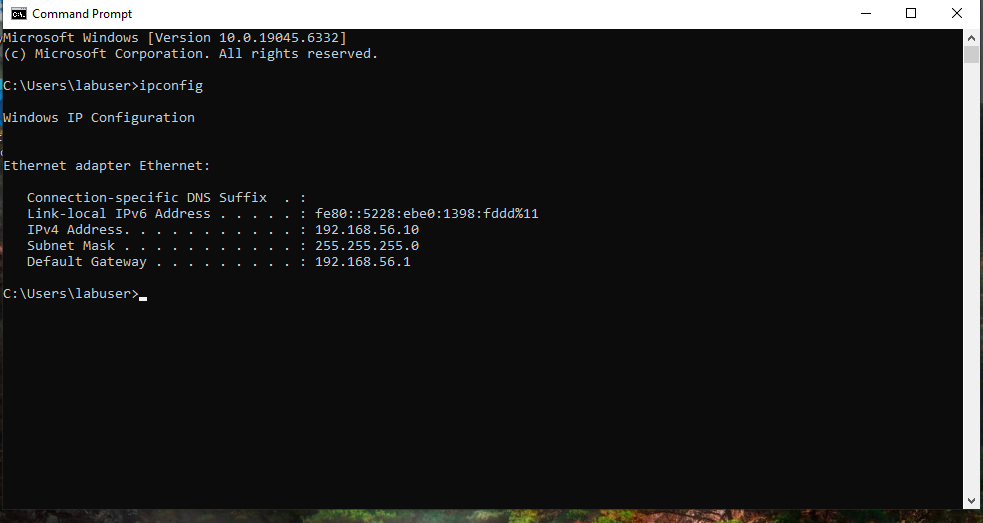 Command Prompt
Microsoft Windows [Version 10.0.19045.6332]
(c) Microsoft Corporation. All rights reserved.
C:\Users\labuser>ipconfig
Windows IP Configuration
Ethernet adapter Ethernet:
Connection-specific DNS Suffix  . :
Link-local IPv6 Address . . . . . : fe80::5228:ebe0:1398:fddd%11
IPv4 Address. . . . . . . . . . . : 192.168.56.10
Subnet Mask . . . . . . . . . . . : 255.255.255.0
Default Gateway . . . . . . . . . : 192.168.56.1
C:\Users\labuser>